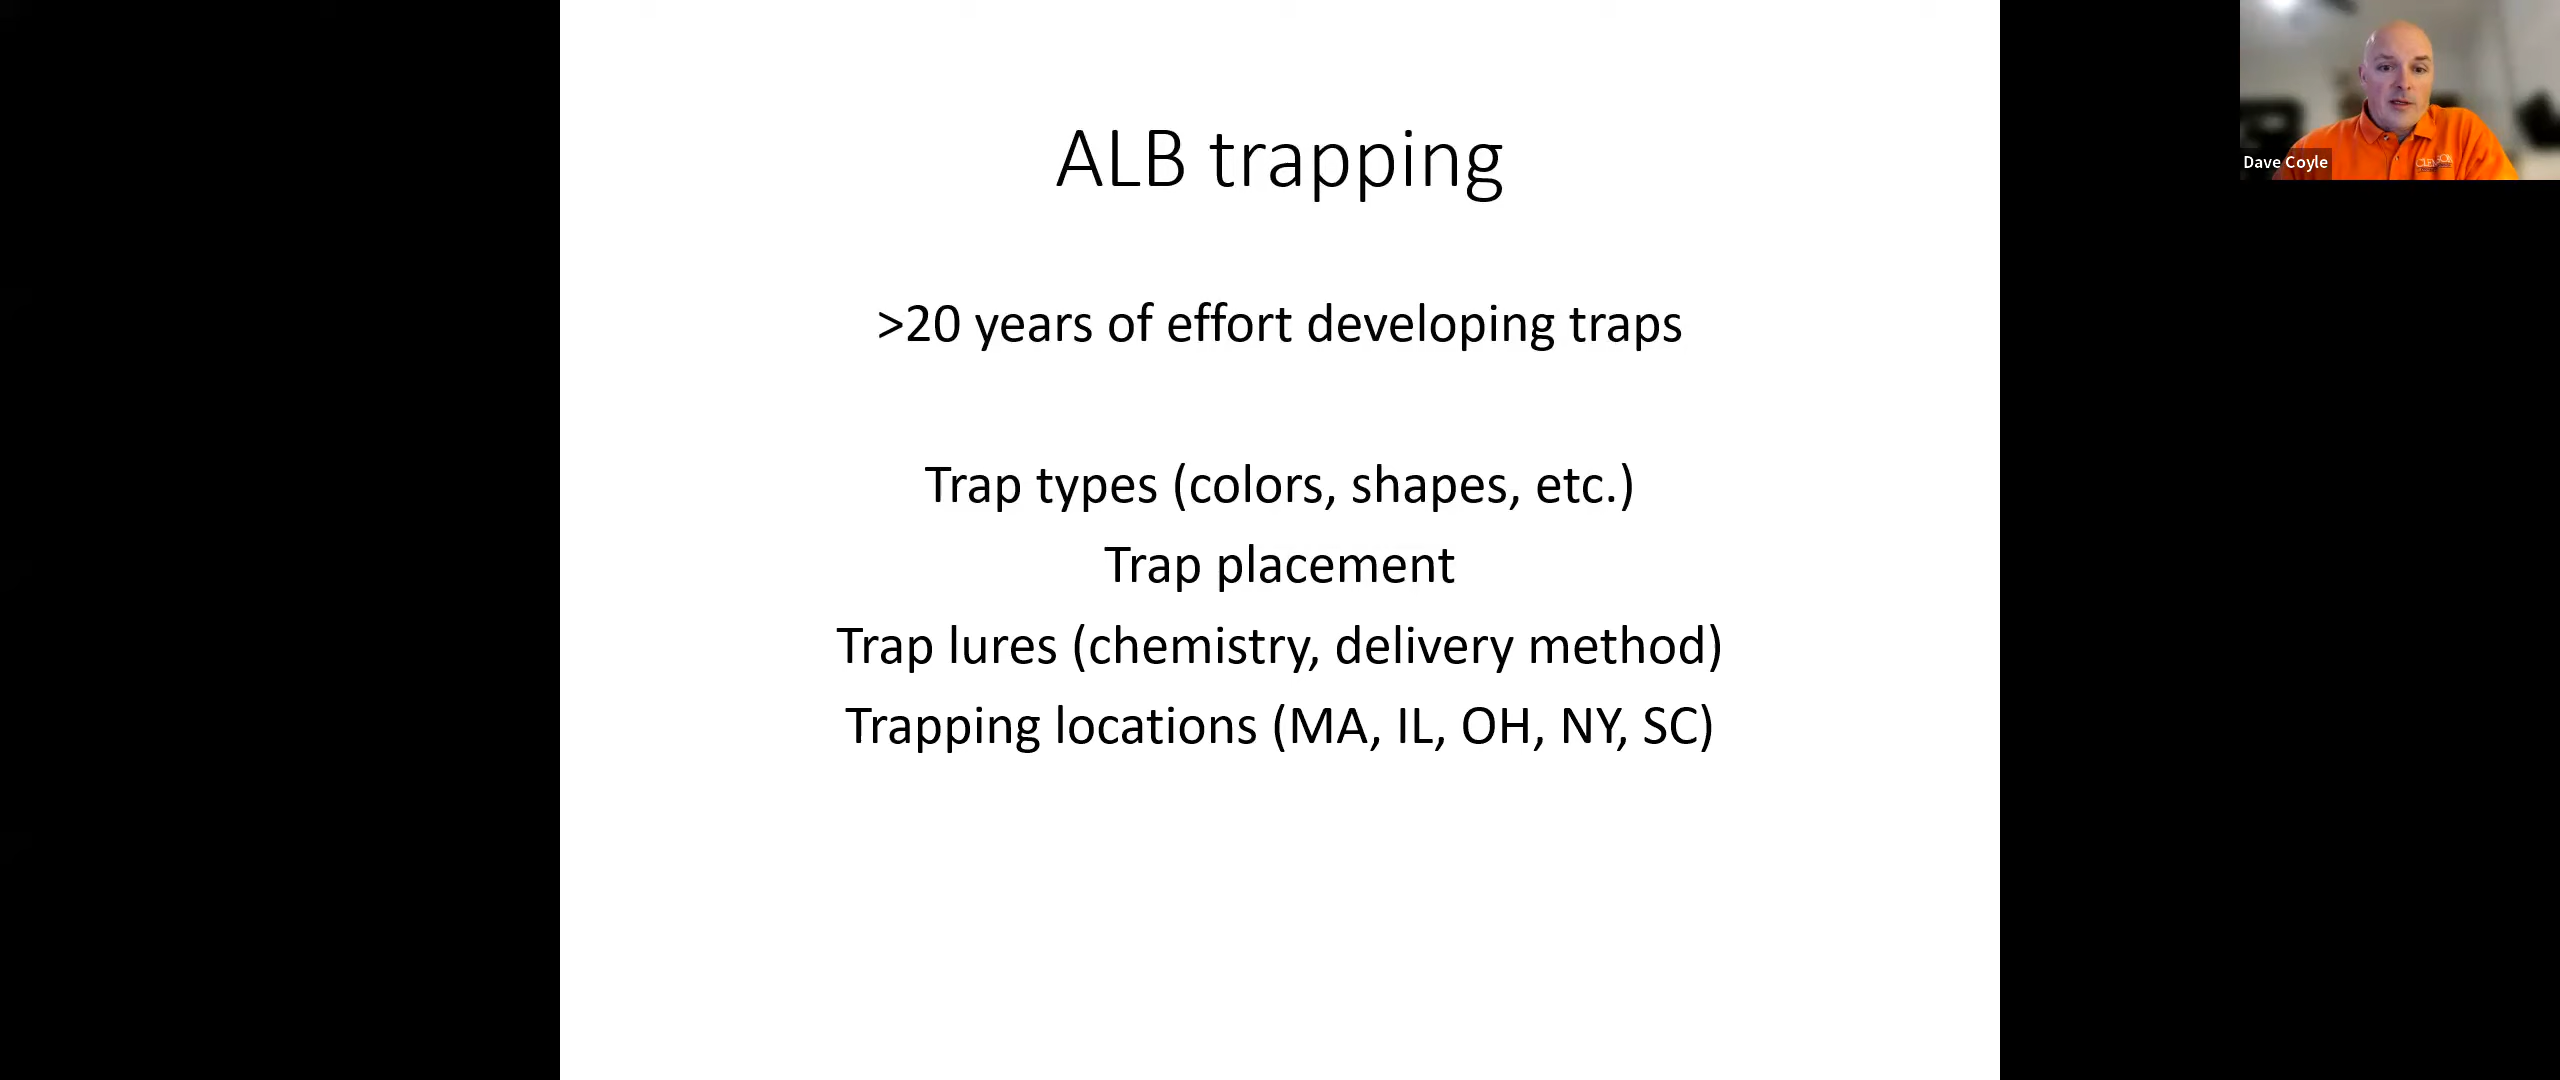 ALB trapping
>20 years of effort developing traps
Trap types (colors, shapes, etc.)
Trap placement
Trap lures (chemistry, delivery method)
Trapping locations (MA, IL, OH, NY, SC)
Dave Coyle